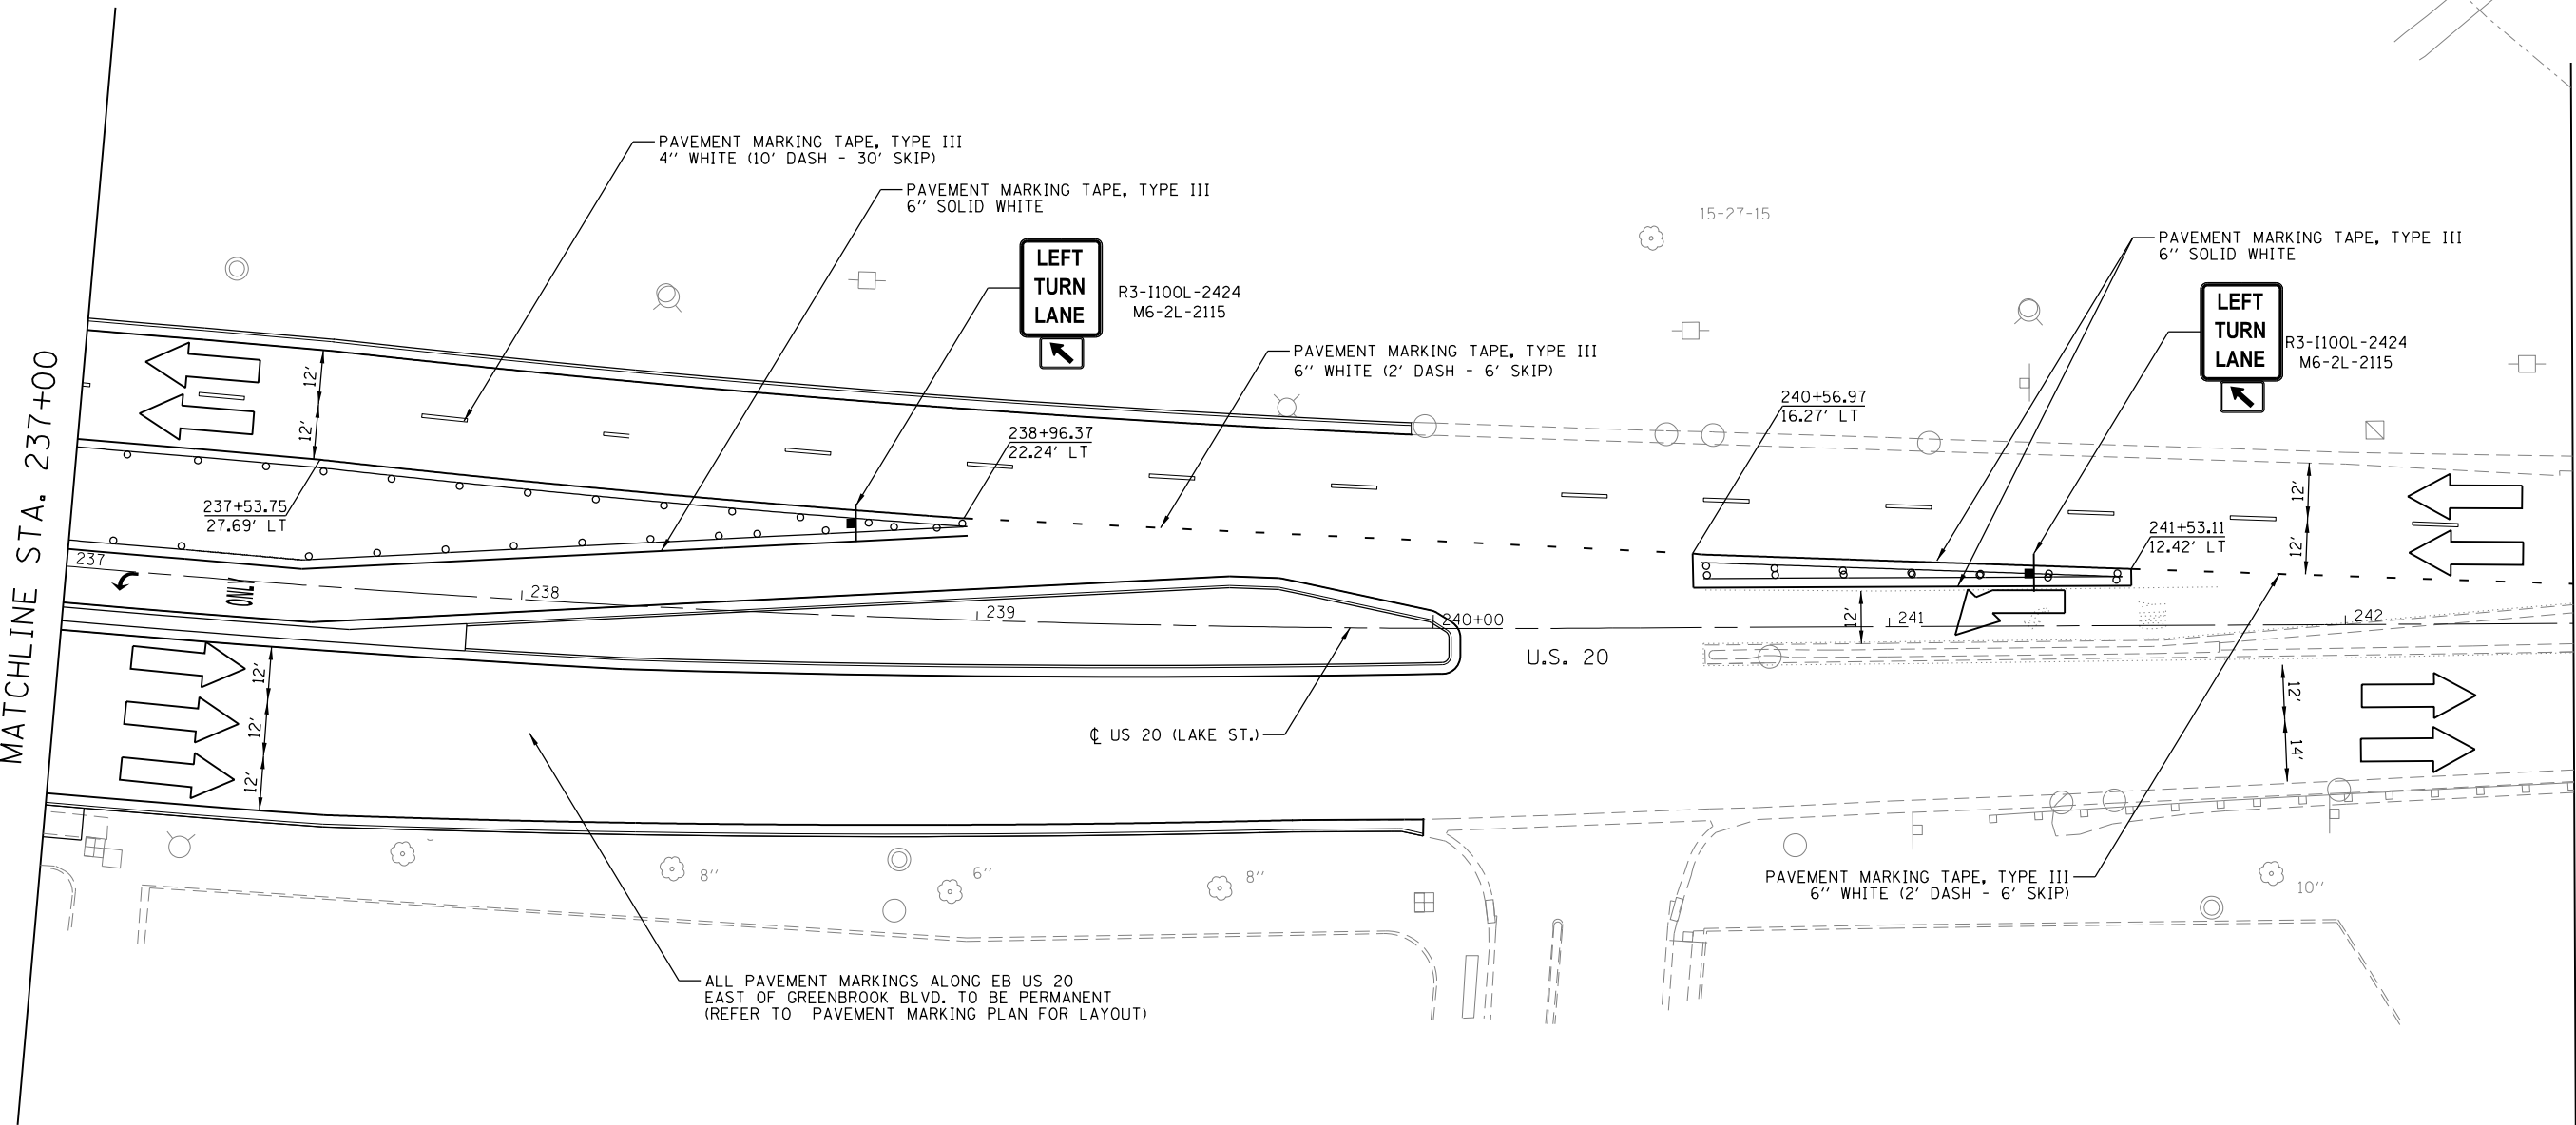 MATCHLINE STA. 237+00
PAVEMENT MARKING TAPE, TYPE III
4" WHITE (10' DASH - 30' SKIP)
PAVEMENT MARKING TAPE, TYPE III
6" SOLID WHITE
LEFT
TURN
LANE
R3-I100L-2424
M6-2L-2115
15-27-15
PAVEMENT MARKING TAPE, TYPE III
6" SOLID WHITE
LEFT
TURN
LANE
R3-I100L-2424
M6-2L-2115
PAVEMENT MARKING TAPE, TYPE III
6" WHITE (2' DASH - 6' SKIP)
240+56.97
16.27' LT
238+96.37
22.24' LT
12'
12'
237+53.75
27.69' LT
12'
12'
241+53.11
12.42' LT
237
ONLY
238
239
240+00
12'
241
242
U.S. 20
12'
12'
12'
12'
14'
℄ US 20 (LAKE ST.)
8"
6"
8"
10"
PAVEMENT MARKING TAPE, TYPE III
6" WHITE (2' DASH - 6' SKIP)
ALL PAVEMENT MARKINGS ALONG EB US 20
EAST OF GREENBROOK BLVD. TO BE PERMANENT
(REFER TO PAVEMENT MARKING PLAN FOR LAYOUT)